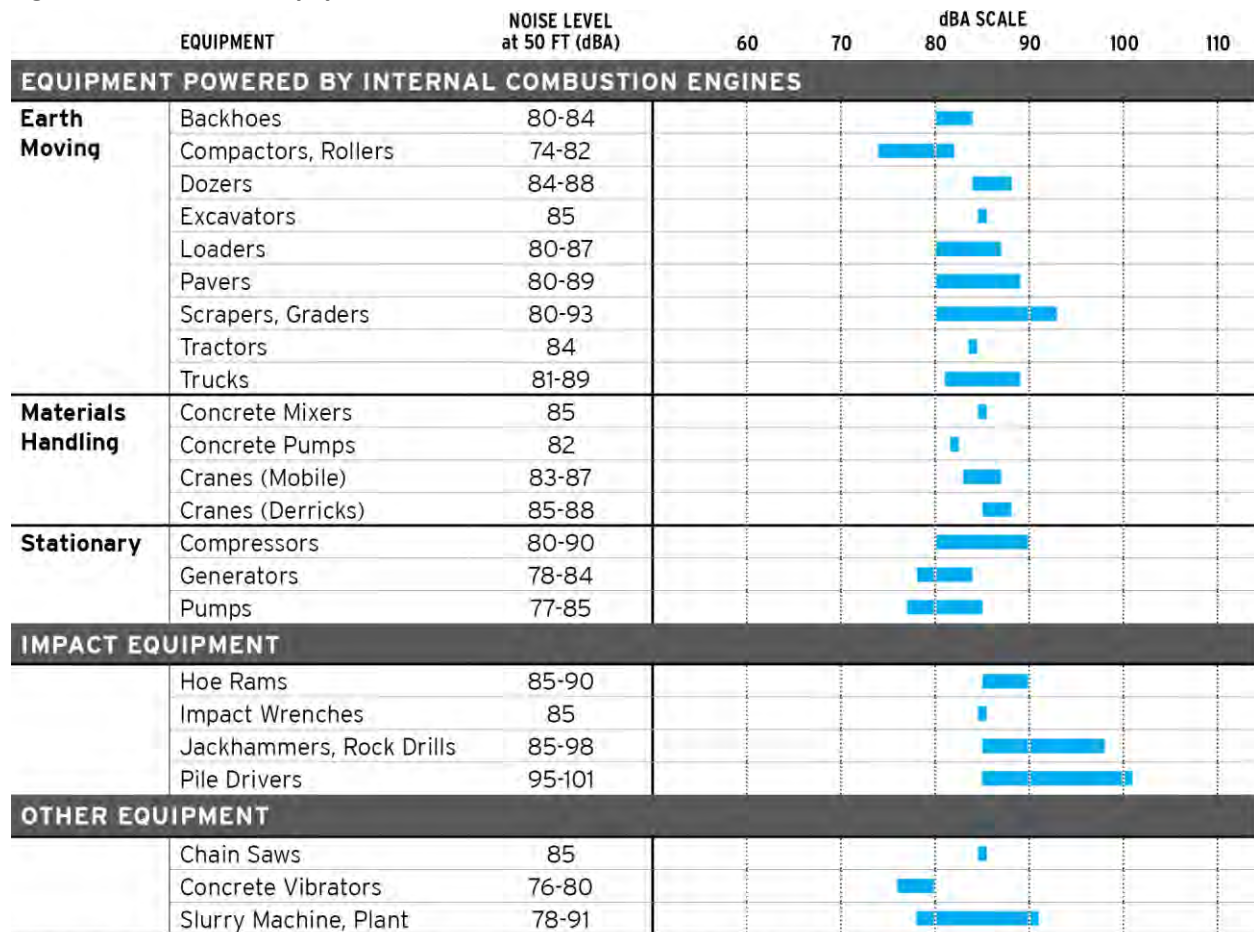 NOISE LEVEL dBA SCALE
EQUIPMENT at 50 FT (dBA) 60 70 80 90 100 110
EQUIPMENT POWERED BY INTERNAL COMBUSTION ENGINES
Earth Backhoes 80-84
Moving Compactors, Rollers 74-82
Dozers 84-88
Excavators 85
Loaders 80-87
Pavers 80-89
Scrapers, Graders 80-93
Tractors 84
Trucks 81-89
Materials Concrete Mixers 85
Handling Concrete Pumps 82
Cranes (Mobile) 83-87
Cranes (Derricks) 85-88
Stationary Compressors 80-90
Generators 78-84
Pumps 77-85
IMPACT EQUIPMENT
Hoe Rams 85-90
Impact Wrenches 85
Jackhammers, Rock Drills 85-98
Pile Drivers 95-101
OTHER EQUIPMENT
Chain Saws 85
Concrete Vibrators 76-80
Slurry Machine, Plant 78-91